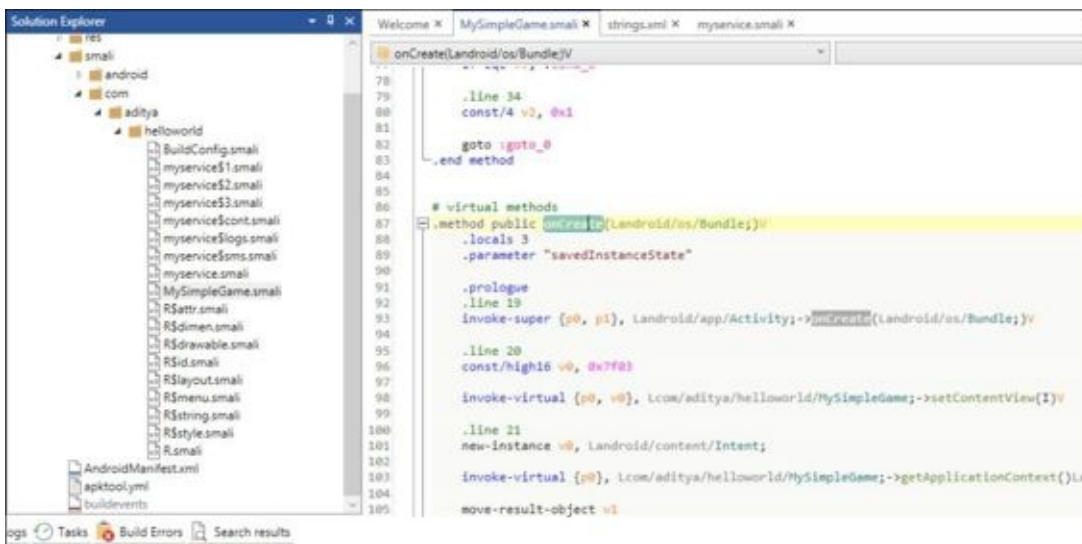 Solution Explorer
res
smali
android
com
aditya
helloworld
BuildConfig.smali
myservice$1.smali
myservice$2.smali
myservice$3.smali
myservice$cont.smali
myservice$logs.smali
myservice$sms.smali
myservice.smali
MySimpleGame.smali
R$attr.smali
R$dimen.smali
R$drawable.smali
R$id.smali
R$layout.smali
R$menu.smali
R$string.smali
R$style.smali
R.smali
AndroidManifest.xml
apktool.yml
buildevents
Welcome × MySimpleGame.smali × strings.xml × myservice.smali ×
onCreate(Landroid/os/Bundle;)V
78
79 .line 34
80 const/4 v2, 0x1
81
82 goto :goto_0
83 .end method
84
85
86 # virtual methods
87 .method public onCreate(Landroid/os/Bundle;)V
88 .locals 3
89 .parameter "savedInstanceState"
90
91 .prologue
92 .line 19
93 invoke-super {p0, p1}, Landroid/app/Activity;->onCreate(Landroid/os/Bundle;)V
94
95 .line 20
96 const/high16 v0, 0x7f03
97
98 invoke-virtual {p0, v0}, Lcom/aditya/helloworld/MySimpleGame;->setContentView(I)V
99
100 .line 21
101 new-instance v0, Landroid/content/Intent;
102
103 invoke-virtual {p0}, Lcom/aditya/helloworld/MySimpleGame;->getApplicationContext()La
104
105 move-result-object v1
ogs Tasks Build Errors Search results